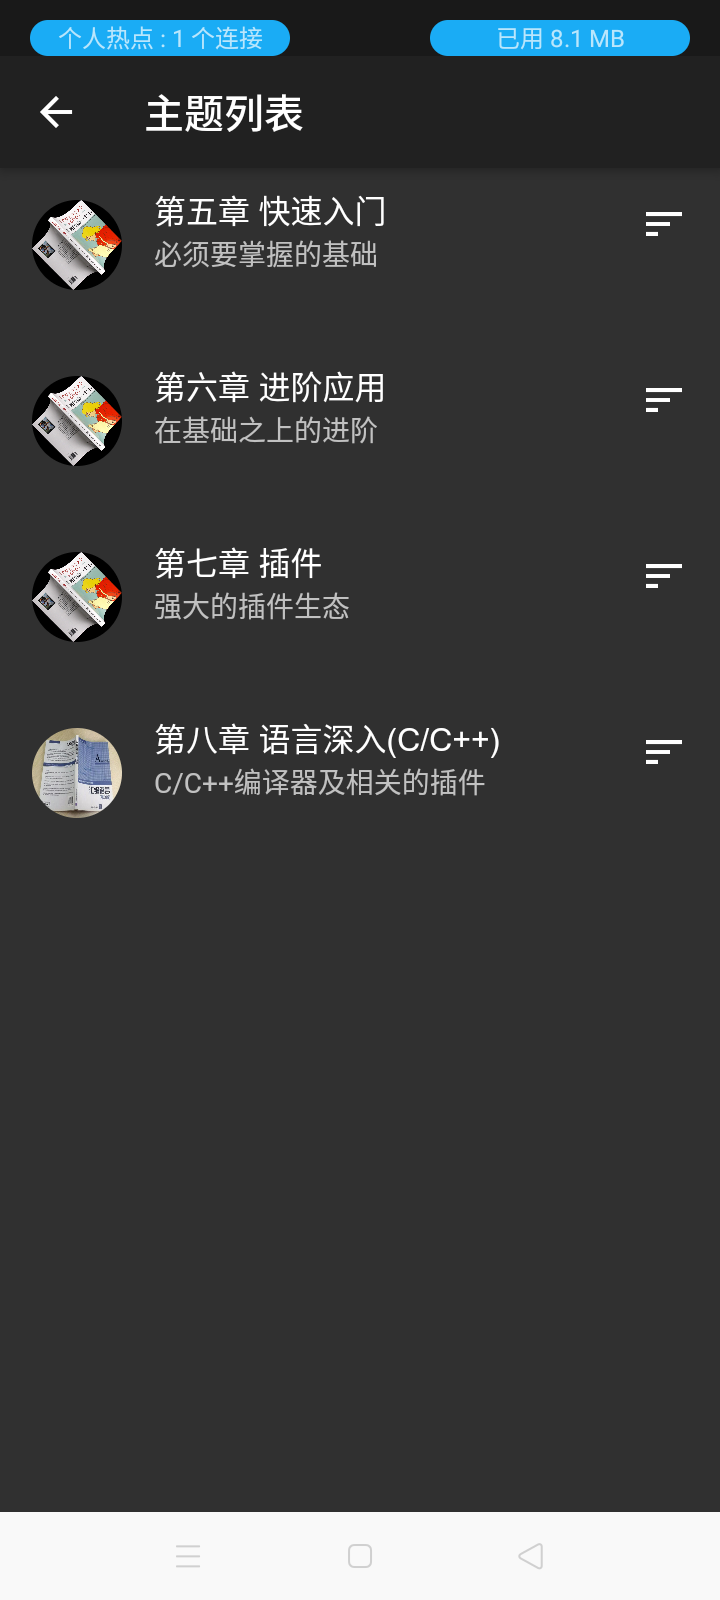 个人热点 : 1 个连接
已用 8.1 MB
主题列表
第五章 快速入门
必须要掌握的基础
第六章 进阶应用
在基础之上的进阶
第七章 插件
强大的插件生态
第八章 语言深入(C/C++)
C/C++编译器及相关的插件